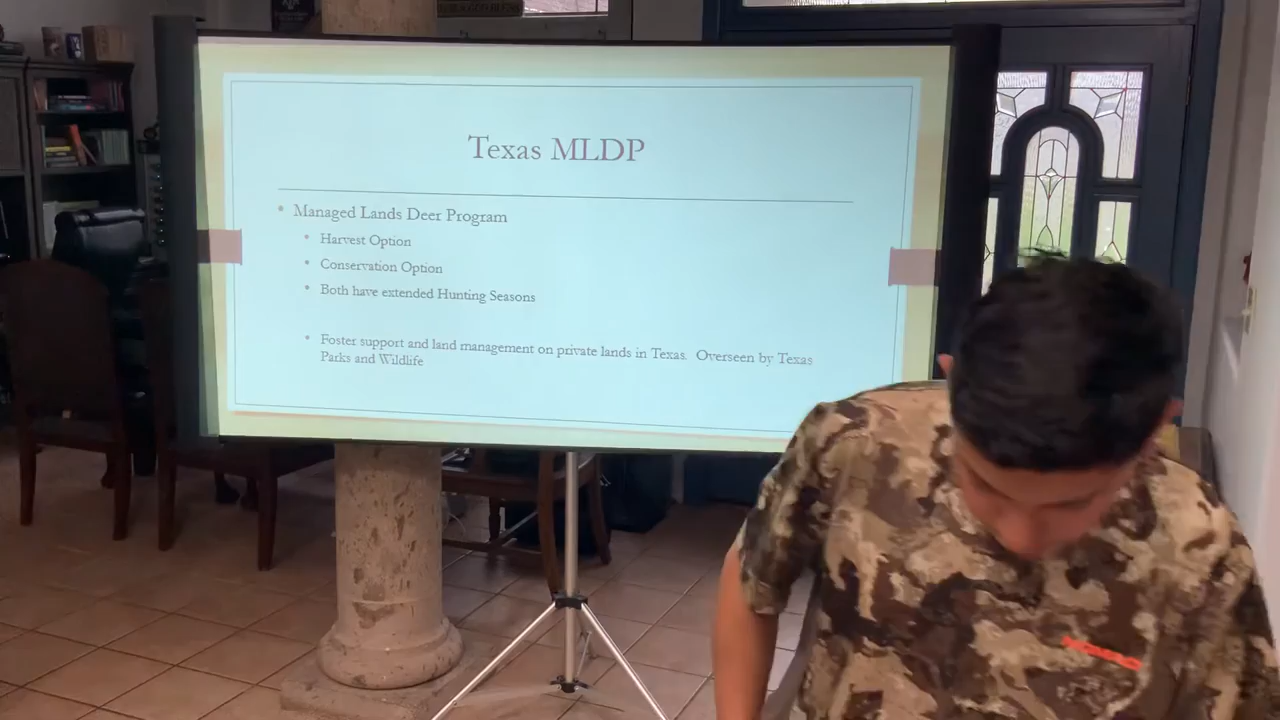 Texas MLDP
Managed Lands Deer Program
Harvest Option
Conservation Option
Both have extended Hunting Seasons
Foster support and land management on private lands in Texas. Overseen by Texas
Parks and Wildlife